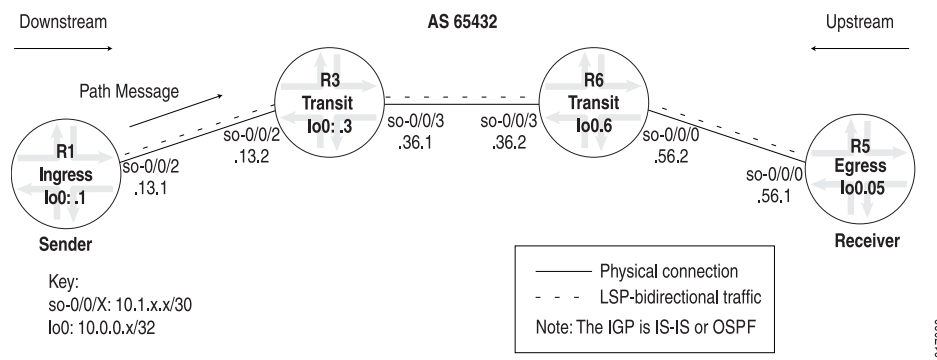 Downstream
AS 65432
Upstream
Path Message
R3
Transit
lo0: .3
R6
Transit
lo0.6
so-0/0/2
.13.2
so-0/0/3
.36.1
so-0/0/3
.36.2
so-0/0/0
.56.2
R1
Ingress
lo0: .1
so-0/0/2
.13.1
so-0/0/0
.56.1
R5
Egress
lo0.05
Sender
Receiver
Key:
so-0/0/X: 10.1.x.x/30
lo0: 10.0.0.x/32
Physical connection
LSP-bidirectional traffic
Note: The IGP is IS-IS or OSPF